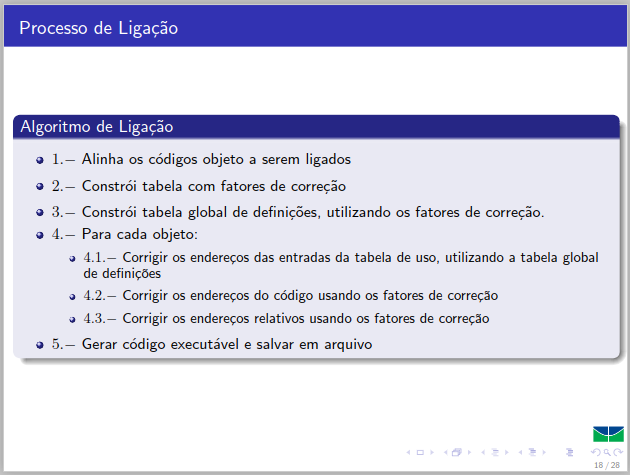 Processo de Ligação
Algoritmo de Ligação
1.− Alinha os códigos objeto a serem ligados
2.− Constrói tabela com fatores de correção
3.− Constrói tabela global de definições, utilizando os fatores de correção.
4.− Para cada objeto:
4.1.− Corrigir os endereços das entradas da tabela de uso, utilizando a tabela global
de definições
4.2.− Corrigir os endereços do código usando os fatores de correção
4.3.− Corrigir os endereços relativos usando os fatores de correção
5.− Gerar código executável e salvar em arquivo
18 / 28